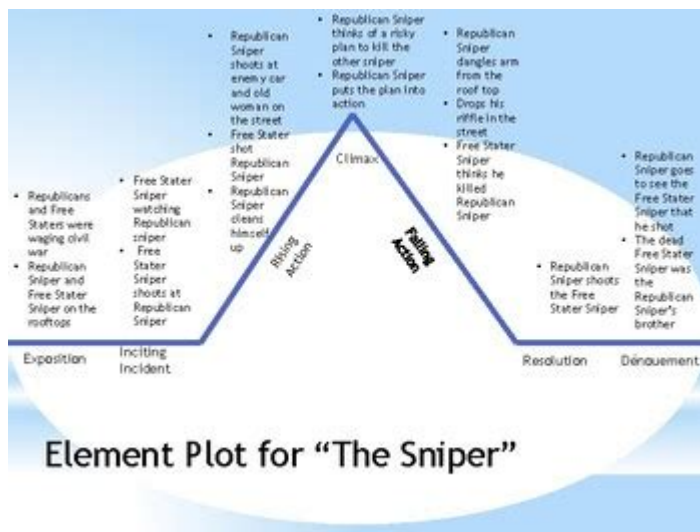 • Republicans
and Free
Staters were
waging civil
war
• Republican
Sniper and
Free Stater
Sniper on the
rooftops
Exposition
• Free Stater
Sniper
watching
Republican
sniper
• Free
Stater
Sniper
shoots at
Republican
Sniper
Inciting
Incident
• Republican
Sniper
shoots at
enemy car
and old
woman on
the street
• Free Stater
shot
Republican
Sniper
• Republican
Sniper
cleans
himself
up
Rising
Action
• Republican Sniper
thinks of a risky
plan to kill the
other sniper
• Republican Sniper
puts the plan into
action
Climax
• Republican
Sniper
dangles arm
from the
roof top
• Drops his
riffle in the
street
• Free Stater
Sniper
thinks he
killed
Republican
Sniper
Falling
Action
• Republican
Sniper shoots
the Free
Stater Sniper
Resolution
• Republican
Sniper goes
to see the
Free Stater
Sniper that
he shot
• The dead
Free Stater
Sniper was
the
Republican
Sniper's
brother
Dénouement
Element Plot for “The Sniper”